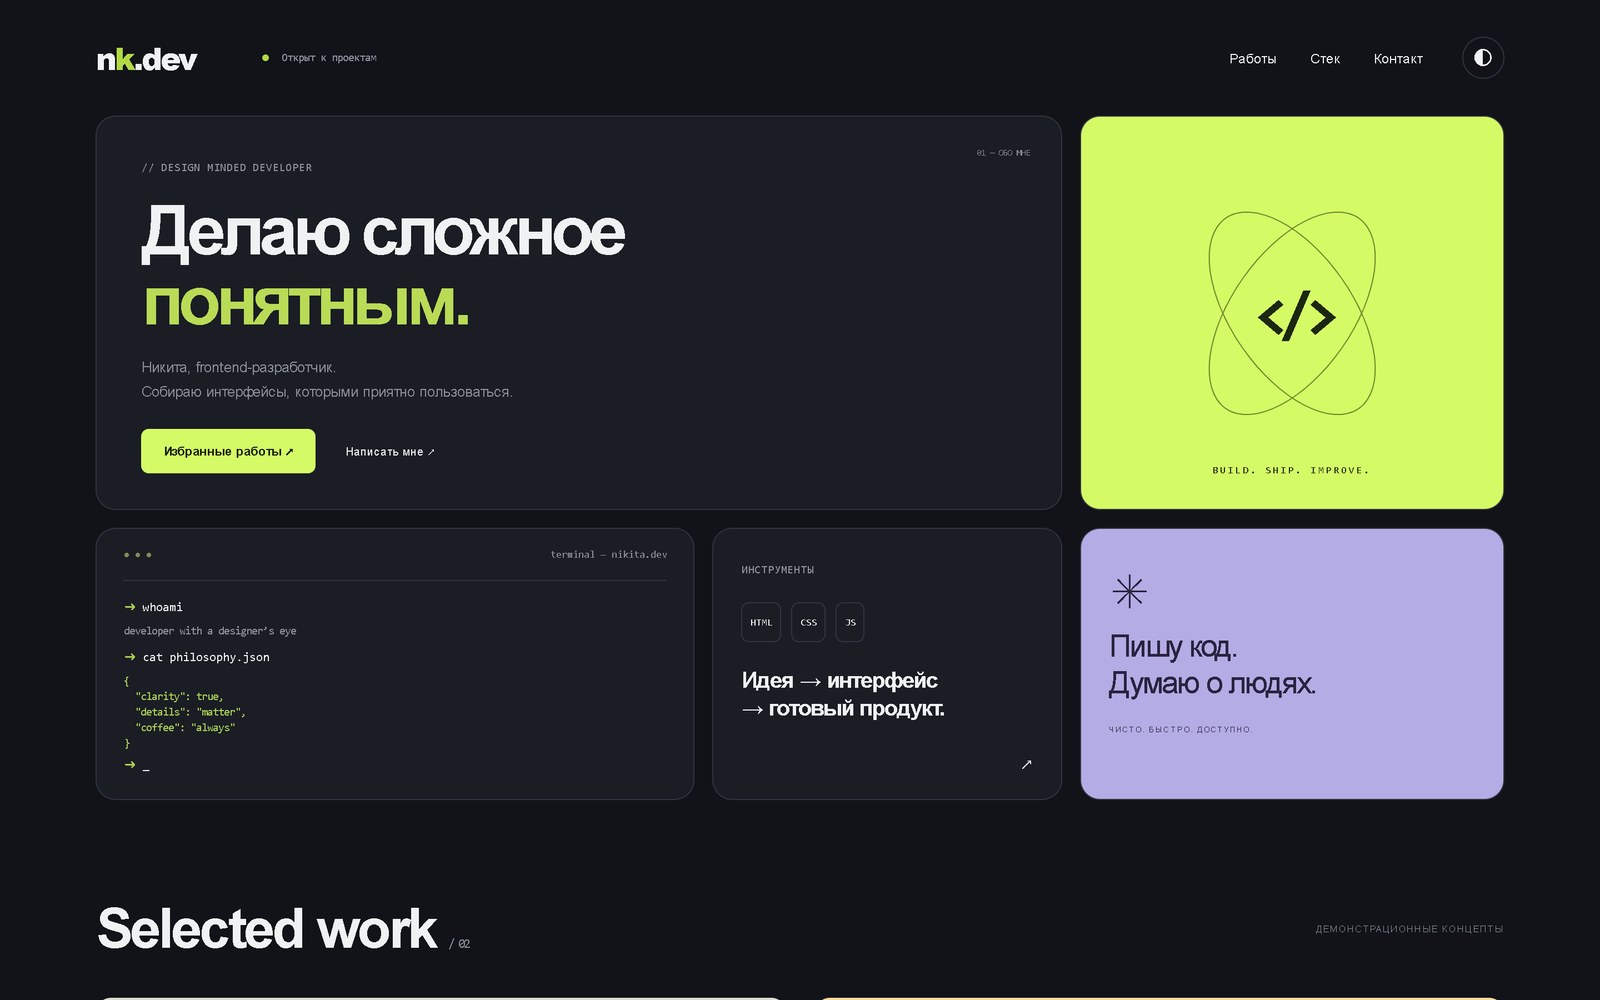 nk.dev
Открыт к проектам
Работы
Стек
Контакт
// DESIGN MINDED DEVELOPER
01 — ОБО МНЕ
Делаю сложное
понятным.
Никита, frontend-разработчик.
Собираю интерфейсы, которыми приятно пользоваться.
Избранные работы ↗
Написать мне ↗
</>
BUILD. SHIP. IMPROVE.
terminal — nikita.dev
→ whoami
developer with a designer's eye
→ cat philosophy.json
{
"clarity": true,
"details": "matter",
"coffee": "always"
}
→ _
ИНСТРУМЕНТЫ
HTML
CSS
JS
Идея → интерфейс
→ готовый продукт.
↗
Пишу код.
Думаю о людях.
ЧИСТО. БЫСТРО. ДОСТУПНО.
Selected work / 02
ДЕМОНСТРАЦИОННЫЕ КОНЦЕПТЫ